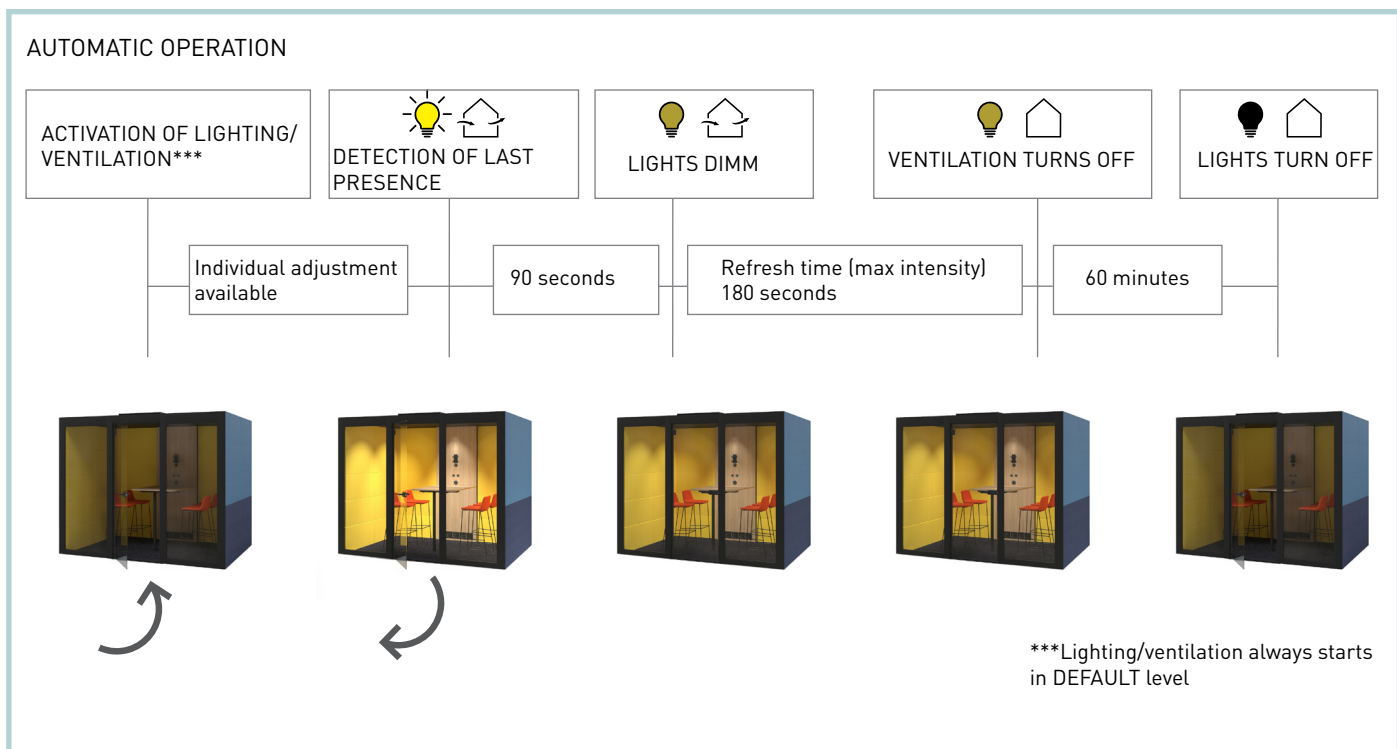 AUTOMATIC OPERATION
ACTIVATION OF LIGHTING/
VENTILATION***
DETECTION OF LAST
PRESENCE
LIGHTS DIMM
VENTILATION TURNS OFF
LIGHTS TURN OFF
Individual adjustment
available
90 seconds
Refresh time (max intensity)
180 seconds
60 minutes
***Lighting/ventilation always starts
in DEFAULT level